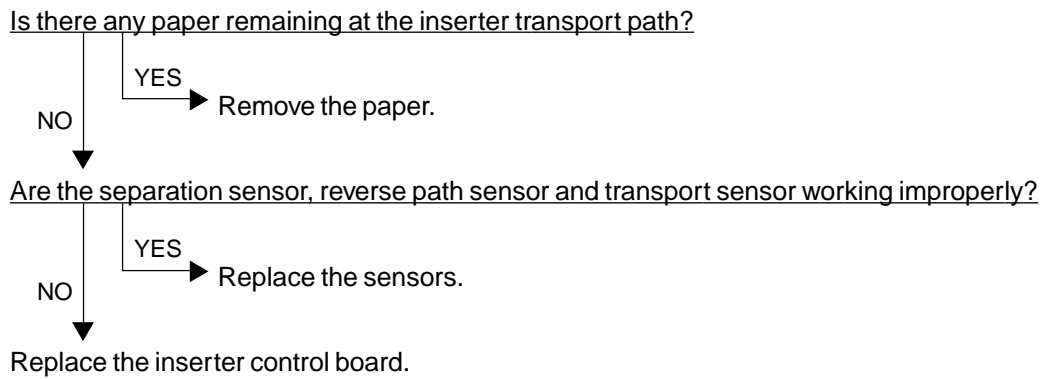 Is there any paper remaining at the inserter transport path?
YES
Remove the paper.
NO
Are the separation sensor, reverse path sensor and transport sensor working improperly?
YES
Replace the sensors.
NO
Replace the inserter control board.